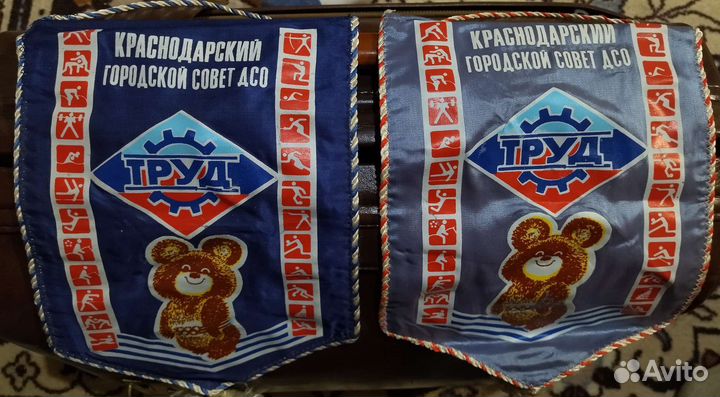 КРАСНОДАРСКИЙ
ГОРОДСКОЙ СОВЕТ ДСО
ТРУД
КРАСНОДАРСКИЙ
ГОРОДСКОЙ СОВЕТ ДСО
ТРУД
Avito